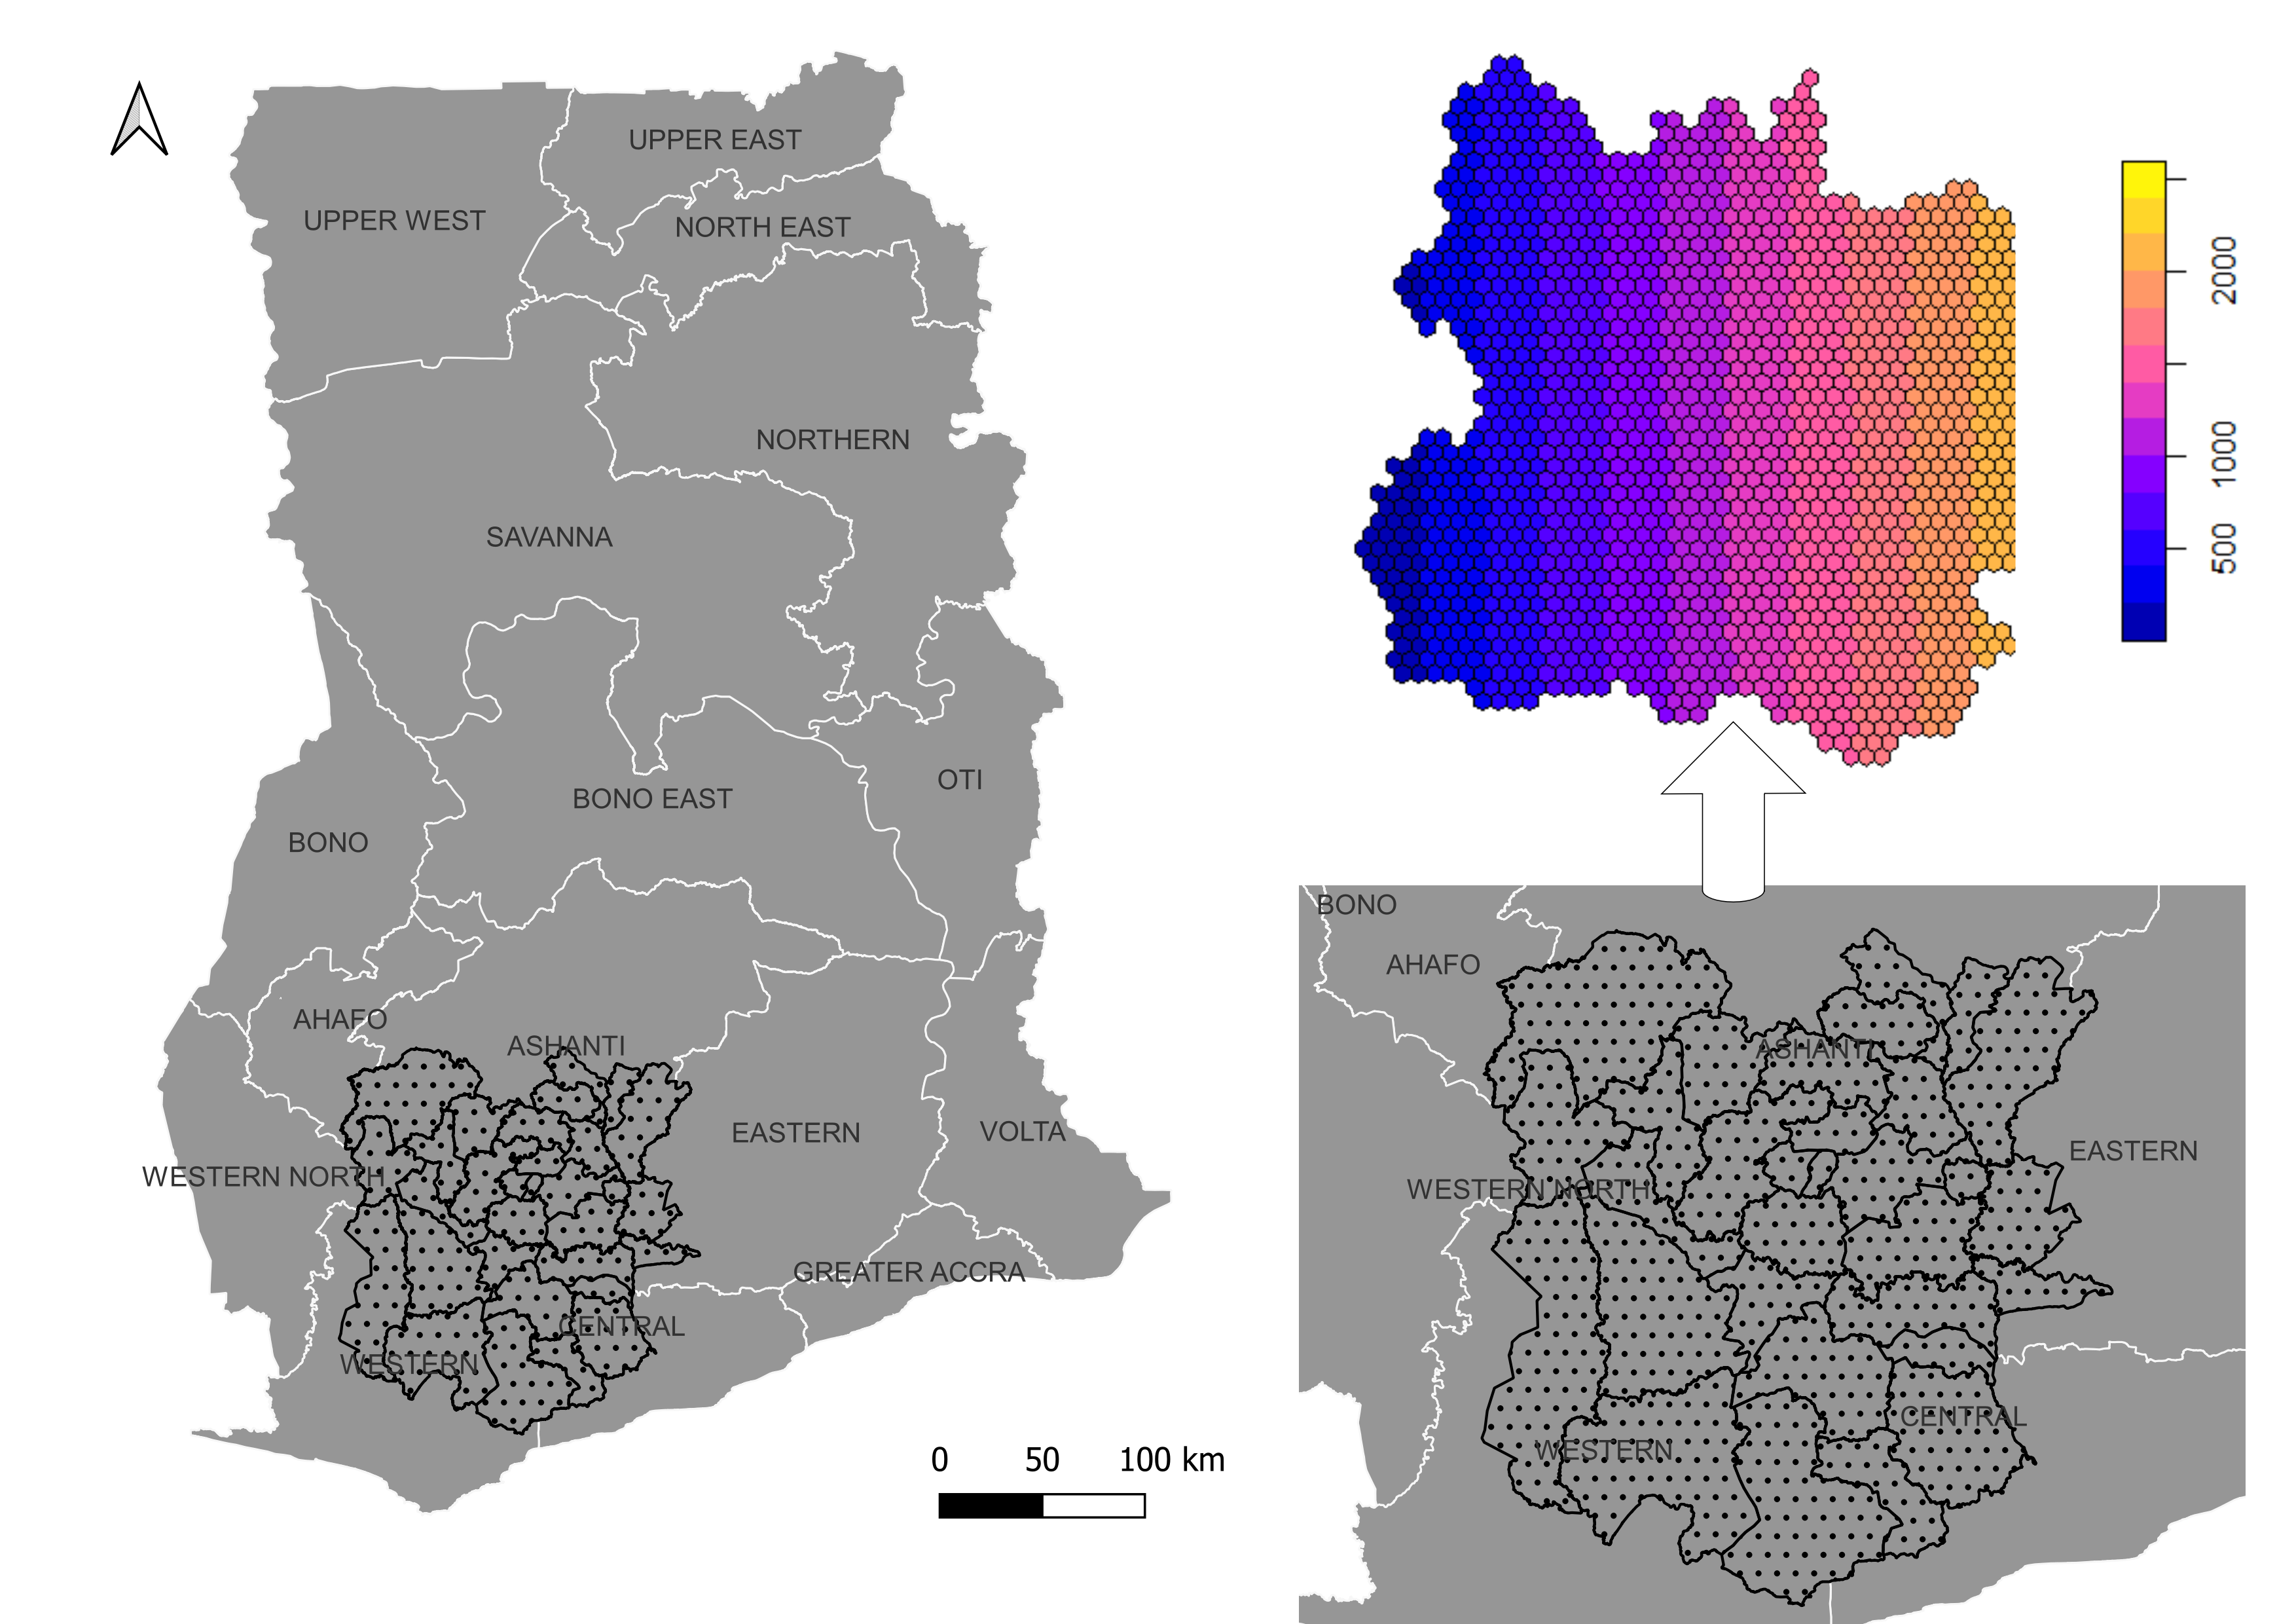 UPPER EAST
UPPER WEST
NORTH EAST
NORTHERN
SAVANNA
OTI
BONO EAST
BONO
AHAFO
ASHANTI
EASTERN
VOLTA
WESTERN NORTH
GREATER ACCRA
CENTRAL
WESTERN
0 50 100 km
2000
1000
500
BONO
AHAFO
ASHANTI
EASTERN
WESTERN NORTH
CENTRAL
WESTERN